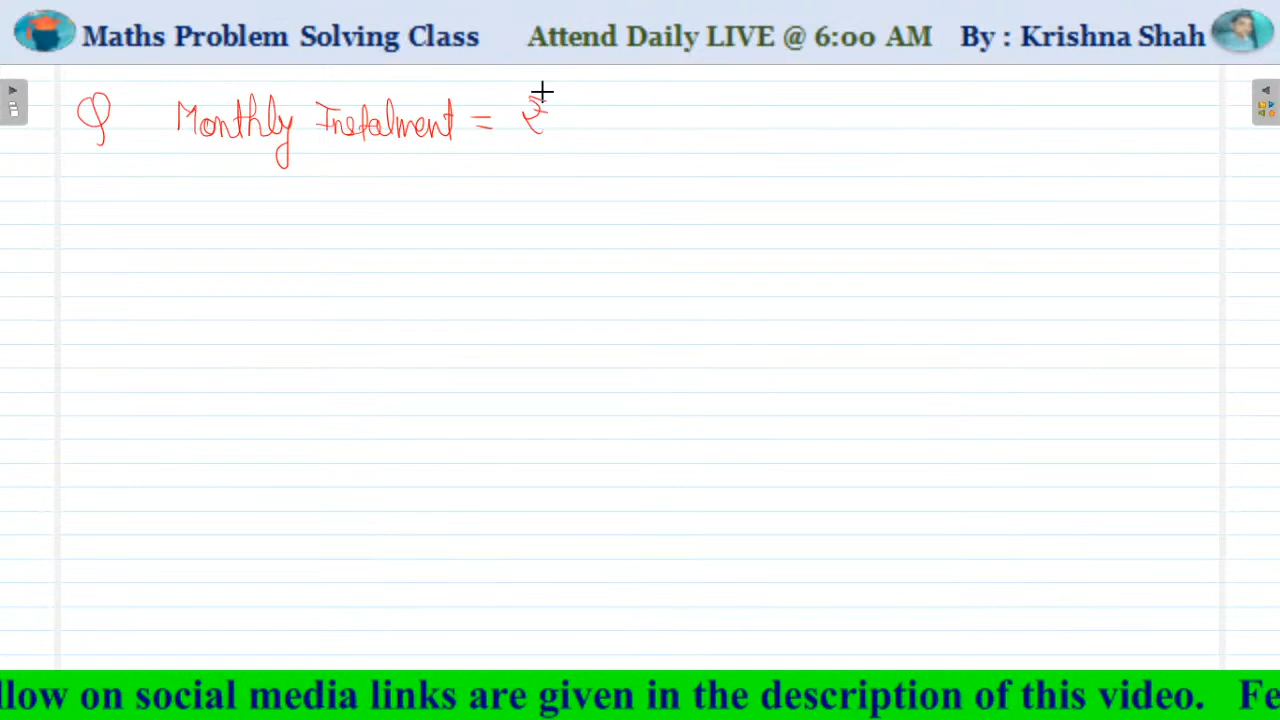 Maths Problem Solving Class Attend Daily LIVE @ 6:00 AM By : Krishna Shah
Q Monthly Instalment = ₹
llow on social media links are given in the description of this video. Fe